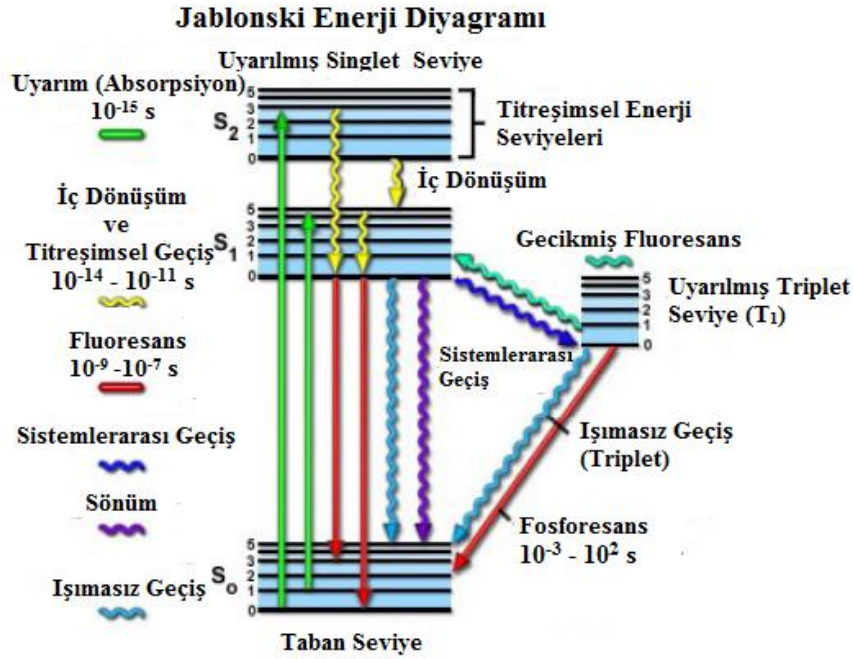 Jablonski Enerji Diyagramı
Uyarılmış Singlet Seviye
Uyarım (Absorpsiyon)
10⁻¹⁵ s
S₂
5
3
2
1
0
Titreşimsel Enerji
Seviyeleri
İç Dönüşüm
İç Dönüşüm
ve
Titreşimsel Geçiş
10⁻¹⁴ - 10⁻¹¹ s
S₁
5
3
2
1
0
Gecikmiş Fluoresans
Uyarılmış Triplet
Seviye (T₁)
5
3
2
1
0
Fluoresans
10⁻⁹ -10⁻⁷ s
Sistemlerarası
Geçiş
Sistemlerarası Geçiş
Işımasız Geçiş
(Triplet)
Sönüm
Fosforesans
10⁻³ - 10² s
Işımasız Geçiş
S₀
5
3
2
1
0
Taban Seviye